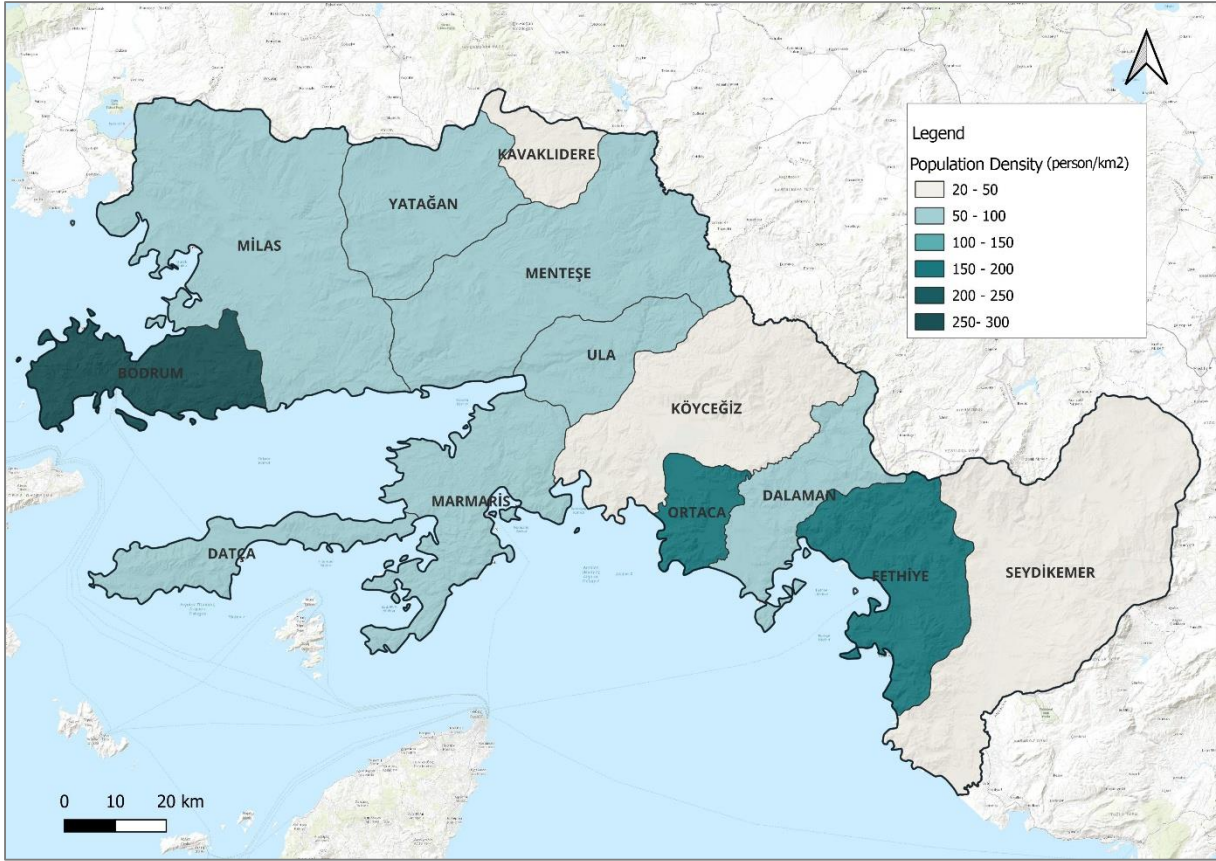 KAVAKLIDERE
YATAĞAN
MİLAS
MENTEŞE
ULA
BODRUM
KÖYCEĞİZ
MARMARİS
ORTACA
DALAMAN
DATÇA
FETHİYE
SEYDİKEMER
Legend
Population Density (person/km2)
20 - 50
50 - 100
100 - 150
150 - 200
200 - 250
250- 300
0 10 20 km